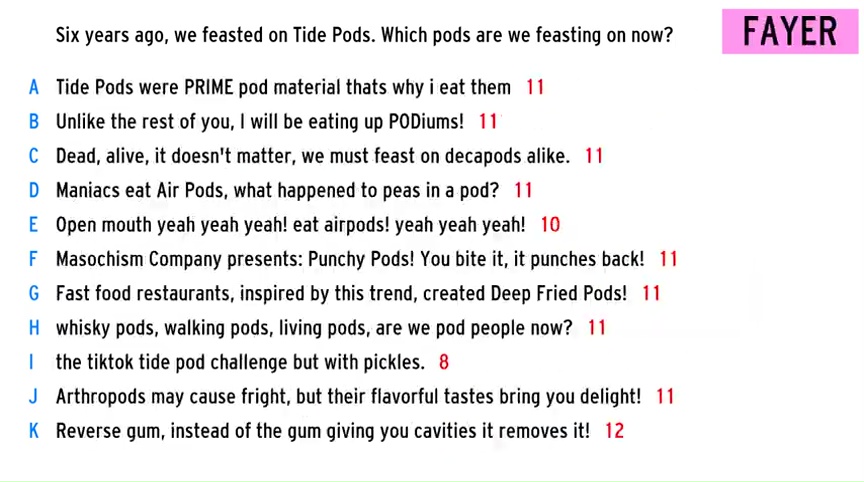 Six years ago, we feasted on Tide Pods. Which pods are we feasting on now?
FAYER
A Tide Pods were PRIME pod material thats why i eat them 11
B Unlike the rest of you, I will be eating up PODiums! 11
C Dead, alive, it doesn't matter, we must feast on decapods alike. 11
D Maniacs eat Air Pods, what happened to peas in a pod? 11
E Open mouth yeah yeah yeah! eat airpods! yeah yeah yeah! 10
F Masochism Company presents: Punchy Pods! You bite it, it punches back! 11
G Fast food restaurants, inspired by this trend, created Deep Fried Pods! 11
H whisky pods, walking pods, living pods, are we pod people now? 11
I the tiktok tide pod challenge but with pickles. 8
J Arthropods may cause fright, but their flavorful tastes bring you delight! 11
K Reverse gum, instead of the gum giving you cavities it removes it! 12